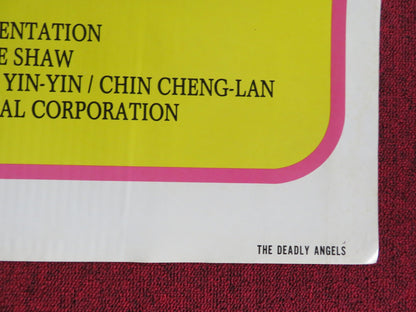 ENTATION
E SHAW
YIN-YIN / CHIN CHENG-LAN
AL CORPORATION
THE DEADLY ANGELS